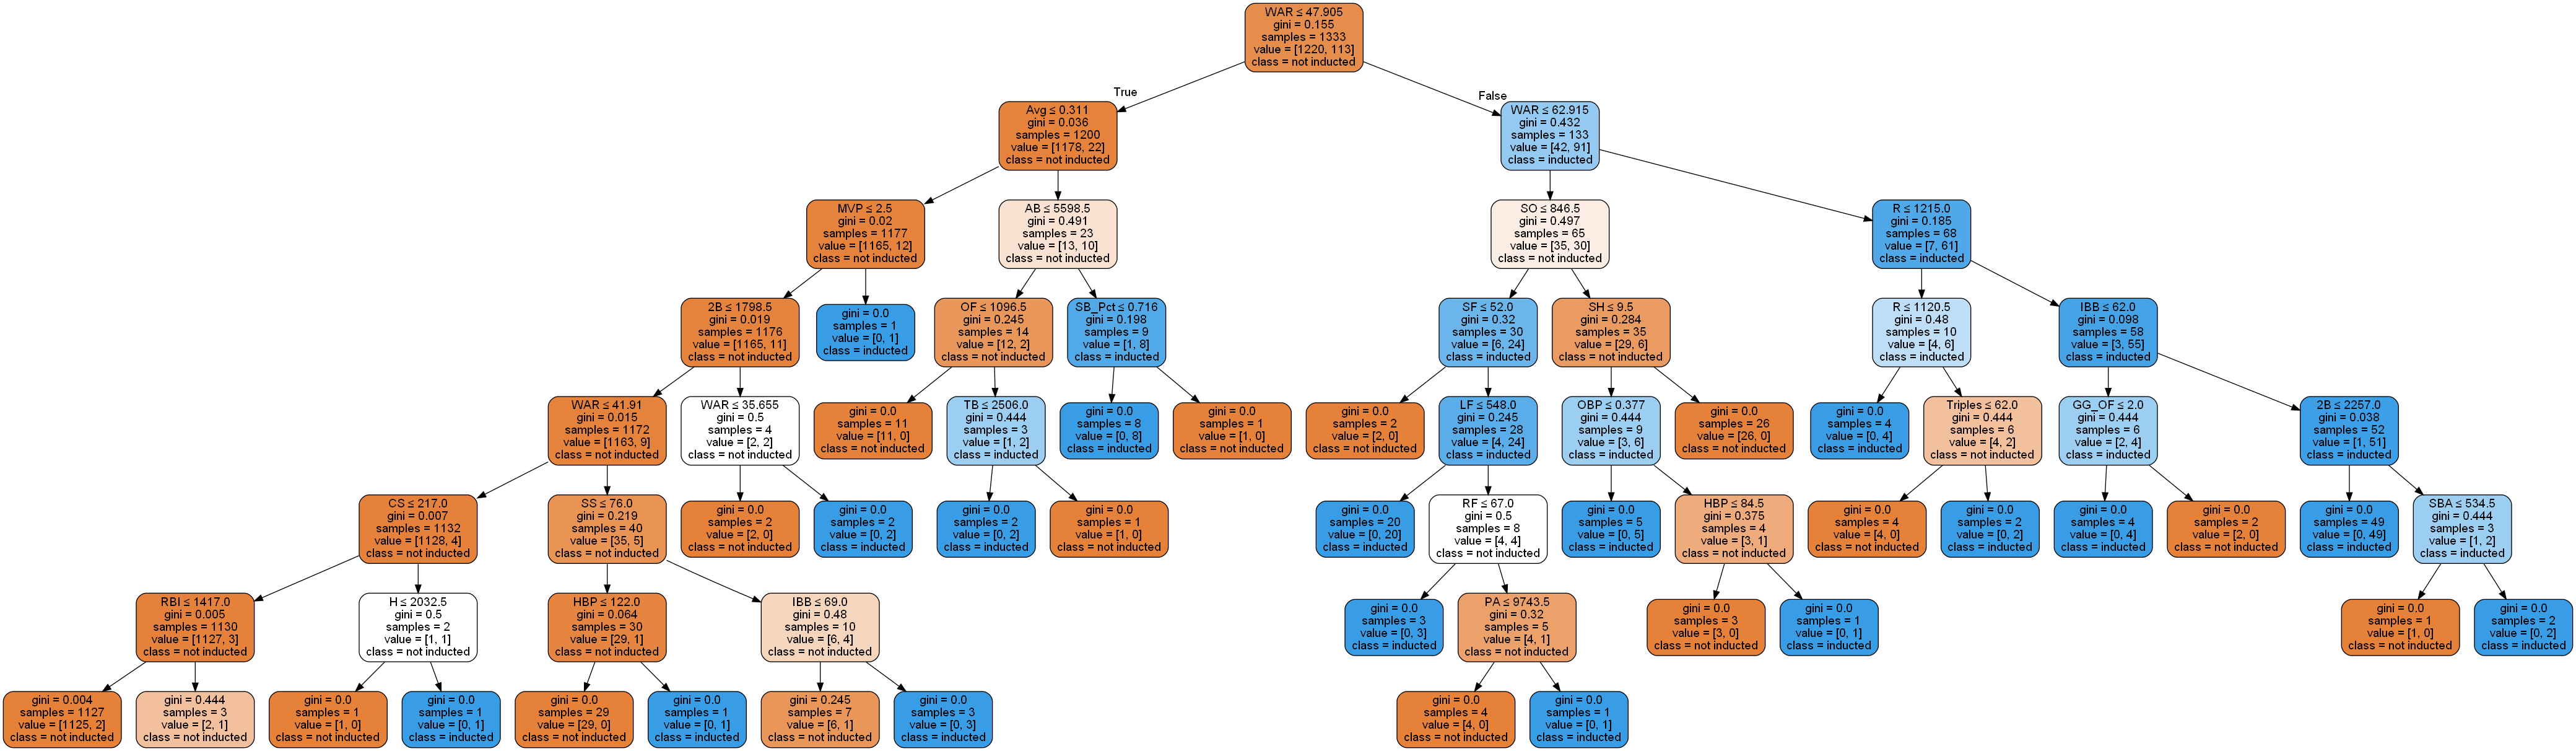 WAR ≤ 47.905
gini = 0.155
samples = 1333
value = [1220, 113]
class = not inducted
True
False
Avg ≤ 0.311
gini = 0.036
samples = 1200
value = [1178, 22]
class = not inducted
WAR ≤ 62.915
gini = 0.432
samples = 133
value = [42, 91]
class = inducted
MVP ≤ 2.5
gini = 0.02
samples = 1177
value = [1165, 12]
class = not inducted
AB ≤ 5598.5
gini = 0.491
samples = 23
value = [13, 10]
class = not inducted
SO ≤ 846.5
gini = 0.497
samples = 65
value = [35, 30]
class = not inducted
R ≤ 1215.0
gini = 0.185
samples = 68
value = [7, 61]
class = inducted
2B ≤ 1798.5
gini = 0.019
samples = 1176
value = [1165, 11]
class = not inducted
gini = 0.0
samples = 1
value = [0, 1]
class = inducted
OF ≤ 1096.5
gini = 0.245
samples = 14
value = [12, 2]
class = not inducted
SB_Pct ≤ 0.716
gini = 0.198
samples = 9
value = [1, 8]
class = inducted
SF ≤ 52.0
gini = 0.32
samples = 30
value = [6, 24]
class = inducted
SH ≤ 9.5
gini = 0.284
samples = 35
value = [29, 6]
class = not inducted
R ≤ 1120.5
gini = 0.48
samples = 10
value = [4, 6]
class = inducted
IBB ≤ 62.0
gini = 0.098
samples = 58
value = [3, 55]
class = inducted
WAR ≤ 41.91
gini = 0.015
samples = 1172
value = [1163, 9]
class = not inducted
WAR ≤ 35.655
gini = 0.5
samples = 4
value = [2, 2]
class = not inducted
gini = 0.0
samples = 11
value = [11, 0]
class = not inducted
TB ≤ 2506.0
gini = 0.444
samples = 3
value = [1, 2]
class = inducted
gini = 0.0
samples = 8
value = [0, 8]
class = inducted
gini = 0.0
samples = 1
value = [1, 0]
class = not inducted
gini = 0.0
samples = 2
value = [2, 0]
class = not inducted
LF ≤ 548.0
gini = 0.245
samples = 28
value = [4, 24]
class = inducted
OBP ≤ 0.377
gini = 0.444
samples = 9
value = [3, 6]
class = inducted
gini = 0.0
samples = 26
value = [26, 0]
class = not inducted
gini = 0.0
samples = 4
value = [0, 4]
class = inducted
Triples ≤ 62.0
gini = 0.444
samples = 6
value = [4, 2]
class = not inducted
GG_OF ≤ 2.0
gini = 0.444
samples = 6
value = [2, 4]
class = inducted
2B ≤ 2257.0
gini = 0.038
samples = 52
value = [1, 51]
class = inducted
CS ≤ 217.0
gini = 0.007
samples = 1132
value = [1128, 4]
class = not inducted
SS ≤ 76.0
gini = 0.219
samples = 40
value = [35, 5]
class = not inducted
gini = 0.0
samples = 2
value = [2, 0]
class = not inducted
gini = 0.0
samples = 2
value = [0, 2]
class = inducted
gini = 0.0
samples = 2
value = [0, 2]
class = inducted
gini = 0.0
samples = 1
value = [1, 0]
class = not inducted
gini = 0.0
samples = 20
value = [0, 20]
class = inducted
RF ≤ 67.0
gini = 0.5
samples = 8
value = [4, 4]
class = not inducted
gini = 0.0
samples = 5
value = [0, 5]
class = inducted
HBP ≤ 84.5
gini = 0.375
samples = 4
value = [3, 1]
class = not inducted
gini = 0.0
samples = 4
value = [4, 0]
class = not inducted
gini = 0.0
samples = 2
value = [0, 2]
class = inducted
gini = 0.0
samples = 4
value = [0, 4]
class = inducted
gini = 0.0
samples = 2
value = [2, 0]
class = not inducted
gini = 0.0
samples = 49
value = [0, 49]
class = inducted
SBA ≤ 534.5
gini = 0.444
samples = 3
value = [1, 2]
class = inducted
RBI ≤ 1417.0
gini = 0.005
samples = 1130
value = [1127, 3]
class = not inducted
H ≤ 2032.5
gini = 0.5
samples = 2
value = [1, 1]
class = not inducted
HBP ≤ 122.0
gini = 0.064
samples = 30
value = [29, 1]
class = not inducted
IBB ≤ 69.0
gini = 0.48
samples = 10
value = [6, 4]
class = not inducted
gini = 0.0
samples = 3
value = [0, 3]
class = inducted
PA ≤ 9743.5
gini = 0.32
samples = 5
value = [4, 1]
class = not inducted
gini = 0.0
samples = 3
value = [3, 0]
class = not inducted
gini = 0.0
samples = 1
value = [0, 1]
class = inducted
gini = 0.0
samples = 1
value = [1, 0]
class = not inducted
gini = 0.0
samples = 2
value = [0, 2]
class = inducted
gini = 0.004
samples = 1127
value = [1125, 2]
class = not inducted
gini = 0.444
samples = 3
value = [2, 1]
class = not inducted
gini = 0.0
samples = 1
value = [1, 0]
class = not inducted
gini = 0.0
samples = 1
value = [0, 1]
class = inducted
gini = 0.0
samples = 29
value = [29, 0]
class = not inducted
gini = 0.0
samples = 1
value = [0, 1]
class = inducted
gini = 0.245
samples = 7
value = [6, 1]
class = not inducted
gini = 0.0
samples = 3
value = [0, 3]
class = inducted
gini = 0.0
samples = 4
value = [4, 0]
class = not inducted
gini = 0.0
samples = 1
value = [0, 1]
class = inducted